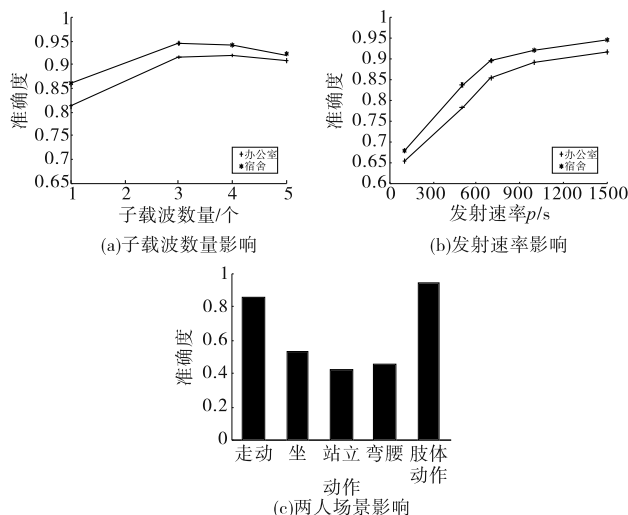 1
0.95
0.9
0.85
0.8
0.75
0.7
0.65
准确度
1 2 3 4 5
子载波数量/个
办公室
宿舍
(a)子载波数量影响
1
0.95
0.9
0.85
0.8
0.75
0.7
0.65
0.6
准确度
0 300 600 900 1200 1500
发射速率p/s
办公室
宿舍
(b)发射速率影响
1
0.8
0.6
0.4
0.2
0
准确度
走动 坐 站立 弯腰 肢体
动作
动作
(c)两人场景影响